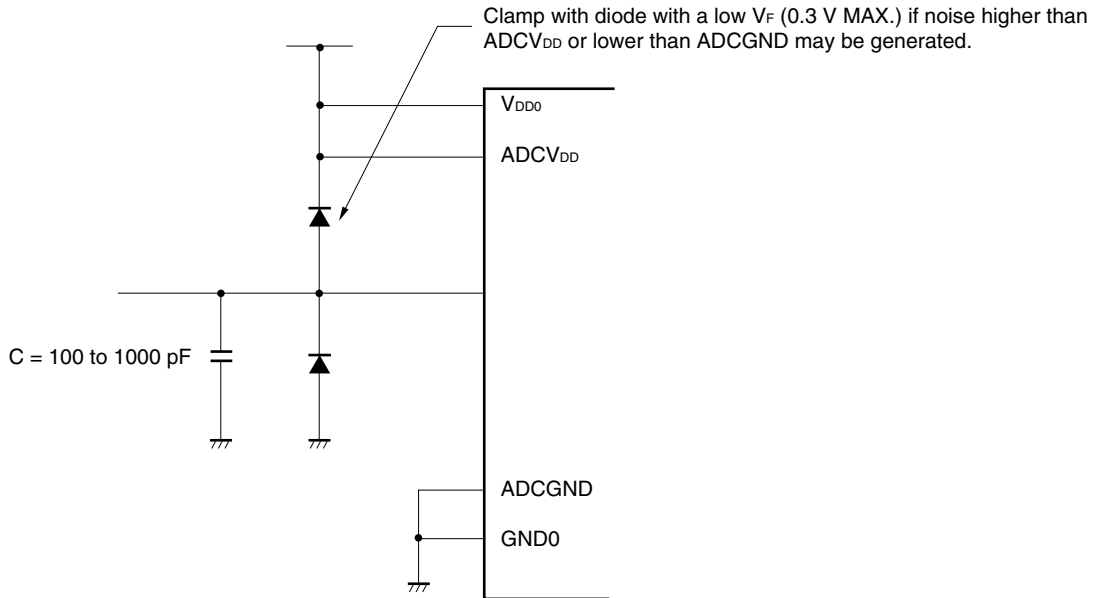 Clamp with diode with a low VF (0.3 V MAX.) if noise higher than
ADCVDD or lower than ADCGND may be generated.
VDD0
ADCVDD
C = 100 to 1000 pF
ADCGND
GND0